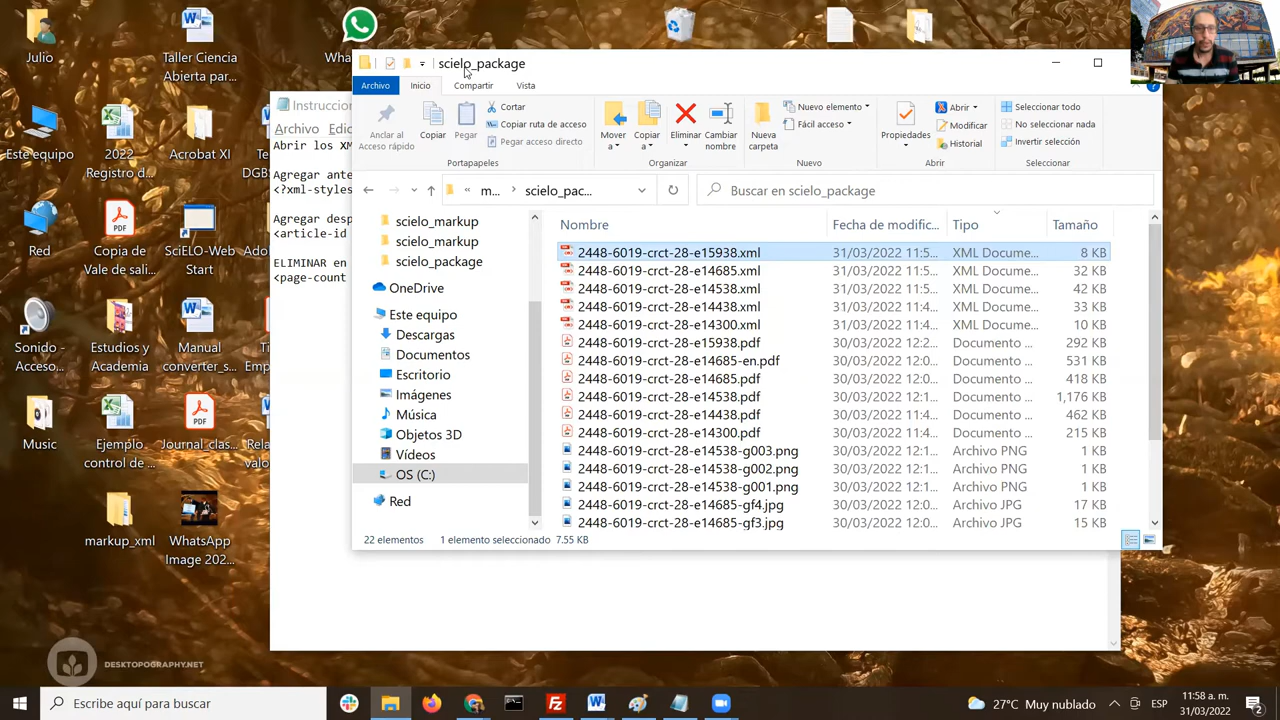 Julio
Taller Ciencia
Abierta par...
Wha
Este equipo
2022
Registro d...
Acrobat XI
Te
DGB
Red
Copia de
Vale de sali...
SciELO-Web
Start
Ado
Sonido -
Acceso...
Estudios y
Academia
Manual
converter_s...
Ti
Emp
Music
Ejemplo
control de ...
Journal_clas...
Rela
valo
markup_xml
WhatsApp
Image 202...
DESKTOPOGRAPHY.NET
Instruccion
Archivo Edic
Abrir los XM
Agregar ante
<?xml-styles
Agregar desp
<article-id
ELIMINAR en
<page-count
scielo_package
Archivo Inicio Compartir Vista
Anclar al
Acceso rápido
Copiar
Pegar
Cortar
Copiar ruta de acceso
Pegar acceso directo
Portapapeles
Mover
a
Copiar
a
Eliminar
Cambiar
nombre
Organizar
Nueva
carpeta
Nuevo elemento
Fácil acceso
Nuevo
Propiedades
Abrir
Modificar
Historial
Abrir
Seleccionar todo
No seleccionar nada
Invertir selección
Seleccionar
« m... > scielo_pac...
Buscar en scielo_package
scielo_markup
scielo_markup
scielo_package
OneDrive
Este equipo
Descargas
Documentos
Escritorio
Imágenes
Música
Objetos 3D
Vídeos
OS (C:)
Red
Nombre Fecha de modific... Tipo Tamaño
2448-6019-crct-28-e15938.xml 31/03/2022 11:5... XML Docume... 8 KB
2448-6019-crct-28-e14685.xml 31/03/2022 11:5... XML Docume... 32 KB
2448-6019-crct-28-e14538.xml 31/03/2022 11:5... XML Docume... 42 KB
2448-6019-crct-28-e14438.xml 31/03/2022 11:4... XML Docume... 33 KB
2448-6019-crct-28-e14300.xml 31/03/2022 11:4... XML Docume... 10 KB
2448-6019-crct-28-e15938.pdf 30/03/2022 12:2... Documento ... 292 KB
2448-6019-crct-28-e14685-en.pdf 30/03/2022 12:0... Documento ... 531 KB
2448-6019-crct-28-e14685.pdf 30/03/2022 12:0... Documento ... 418 KB
2448-6019-crct-28-e14538.pdf 30/03/2022 12:1... Documento ... 1,176 KB
2448-6019-crct-28-e14438.pdf 30/03/2022 11:4... Documento ... 462 KB
2448-6019-crct-28-e14300.pdf 30/03/2022 11:4... Documento ... 215 KB
2448-6019-crct-28-e14538-g003.png 30/03/2022 12:1... Archivo PNG 1 KB
2448-6019-crct-28-e14538-g002.png 30/03/2022 12:1... Archivo PNG 1 KB
2448-6019-crct-28-e14538-g001.png 30/03/2022 12:1... Archivo PNG 1 KB
2448-6019-crct-28-e14685-gf4.jpg 30/03/2022 12:0... Archivo JPG 17 KB
2448-6019-crct-28-e14685-gf3.jpg 30/03/2022 12:0... Archivo JPG 15 KB
22 elementos 1 elemento seleccionado 7.55 KB
Escribe aquí para buscar
27°C Muy nublado
ESP
11:58 a. m.
31/03/2022
2